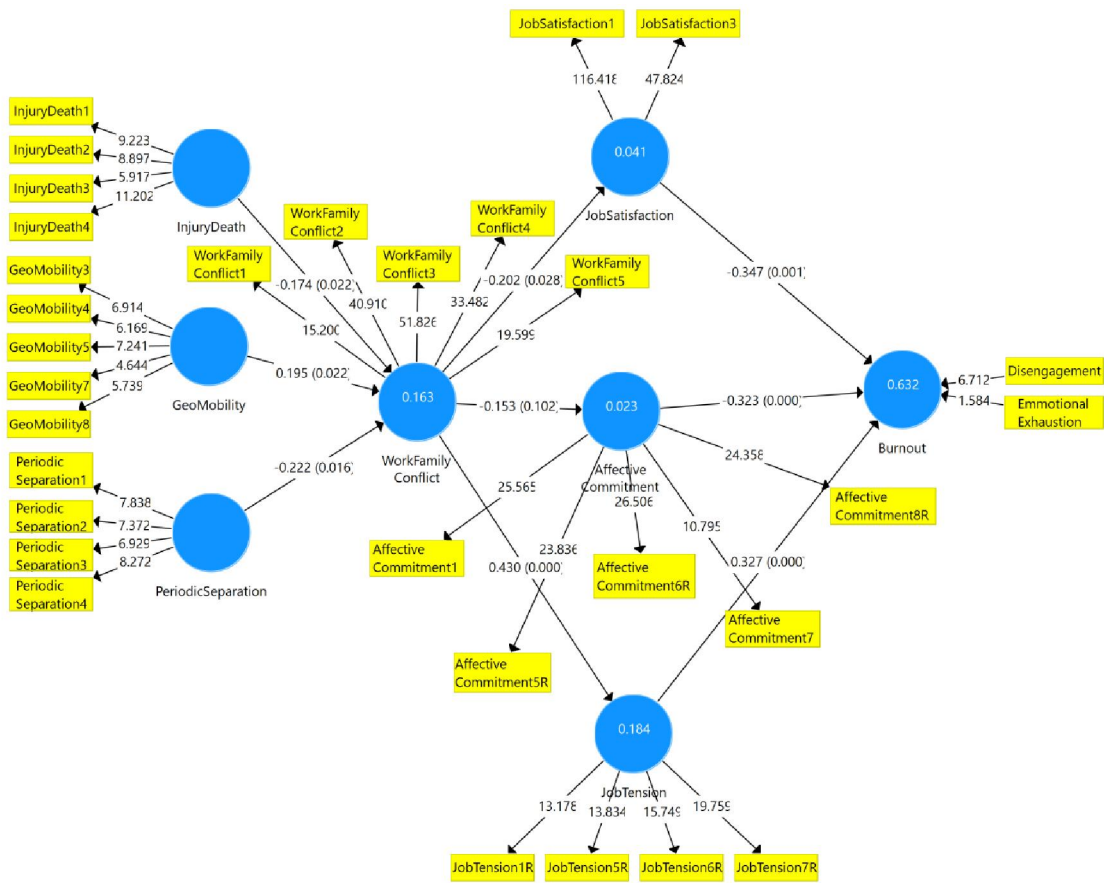 JobSatisfaction1
JobSatisfaction3
116.418
47.824
0.041
JobSatisfaction
InjuryDeath1
InjuryDeath2
InjuryDeath3
InjuryDeath4
9.223
8.897
5.917
11.202
InjuryDeath
GeoMobility3
GeoMobility4
GeoMobility5
GeoMobility7
GeoMobility8
6.914
6.169
7.241
4.644
5.739
GeoMobility
Periodic
Separation1
Periodic
Separation2
Periodic
Separation3
Periodic
Separation4
7.838
7.372
6.929
8.272
PeriodicSeparation
-0.174 (0.022)
0.195 (0.022)
-0.222 (0.016)
WorkFamily
Conflict1
WorkFamily
Conflict2
WorkFamily
Conflict3
WorkFamily
Conflict4
WorkFamily
Conflict5
15.200
40.910
51.826
33.482
19.599
0.163
WorkFamily
Conflict
-0.202 (0.028)
-0.153 (0.102)
0.430 (0.000)
0.023
Affective
Commitment
25.565
23.836
26.506
10.795
24.358
Affective
Commitment1
Affective
Commitment5R
Affective
Commitment6R
Affective
Commitment7
Affective
Commitment8R
-0.347 (0.001)
-0.323 (0.000)
0.327 (0.000)
0.632
Burnout
6.712
1.584
Disengagement
Emmotional
Exhaustion
0.184
JobTension
13.178
13.834
15.749
19.759
JobTension1R
JobTension5R
JobTension6R
JobTension7R